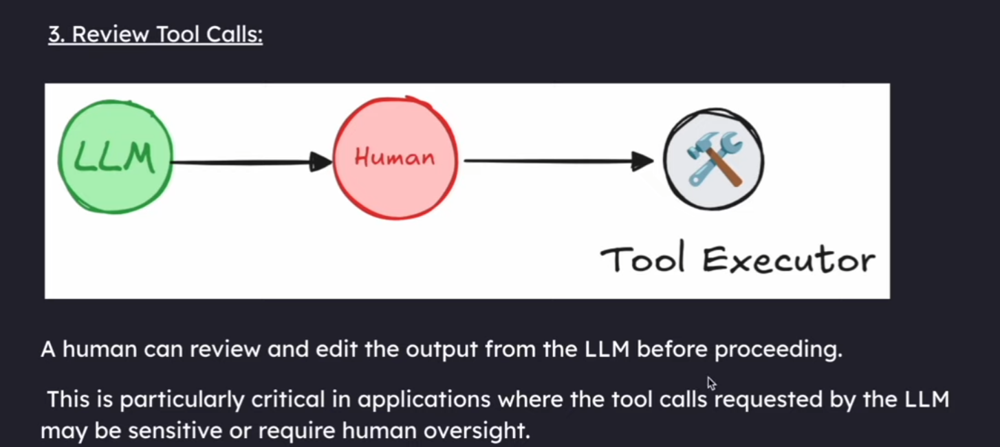 3. Review Tool Calls:
LLM
Human
Tool Executor
A human can review and edit the output from the LLM before proceeding.
This is particularly critical in applications where the tool calls requested by the LLM
may be sensitive or require human oversight.